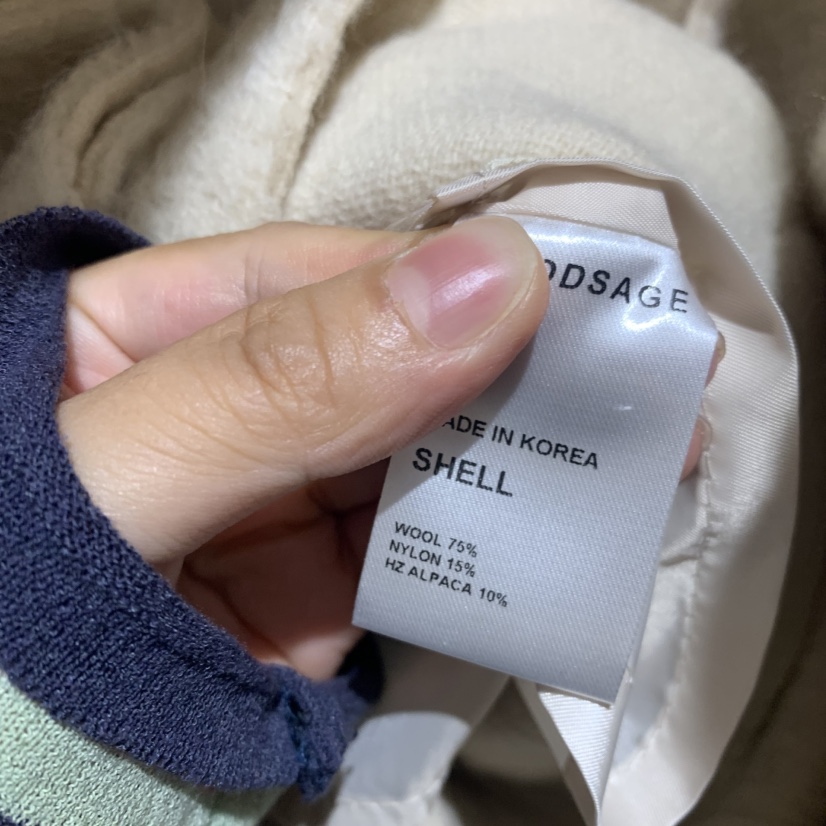 ODSAGE
ADE IN KOREA
SHELL
WOOL 75%
NYLON 15%
HZ ALPACA 10%